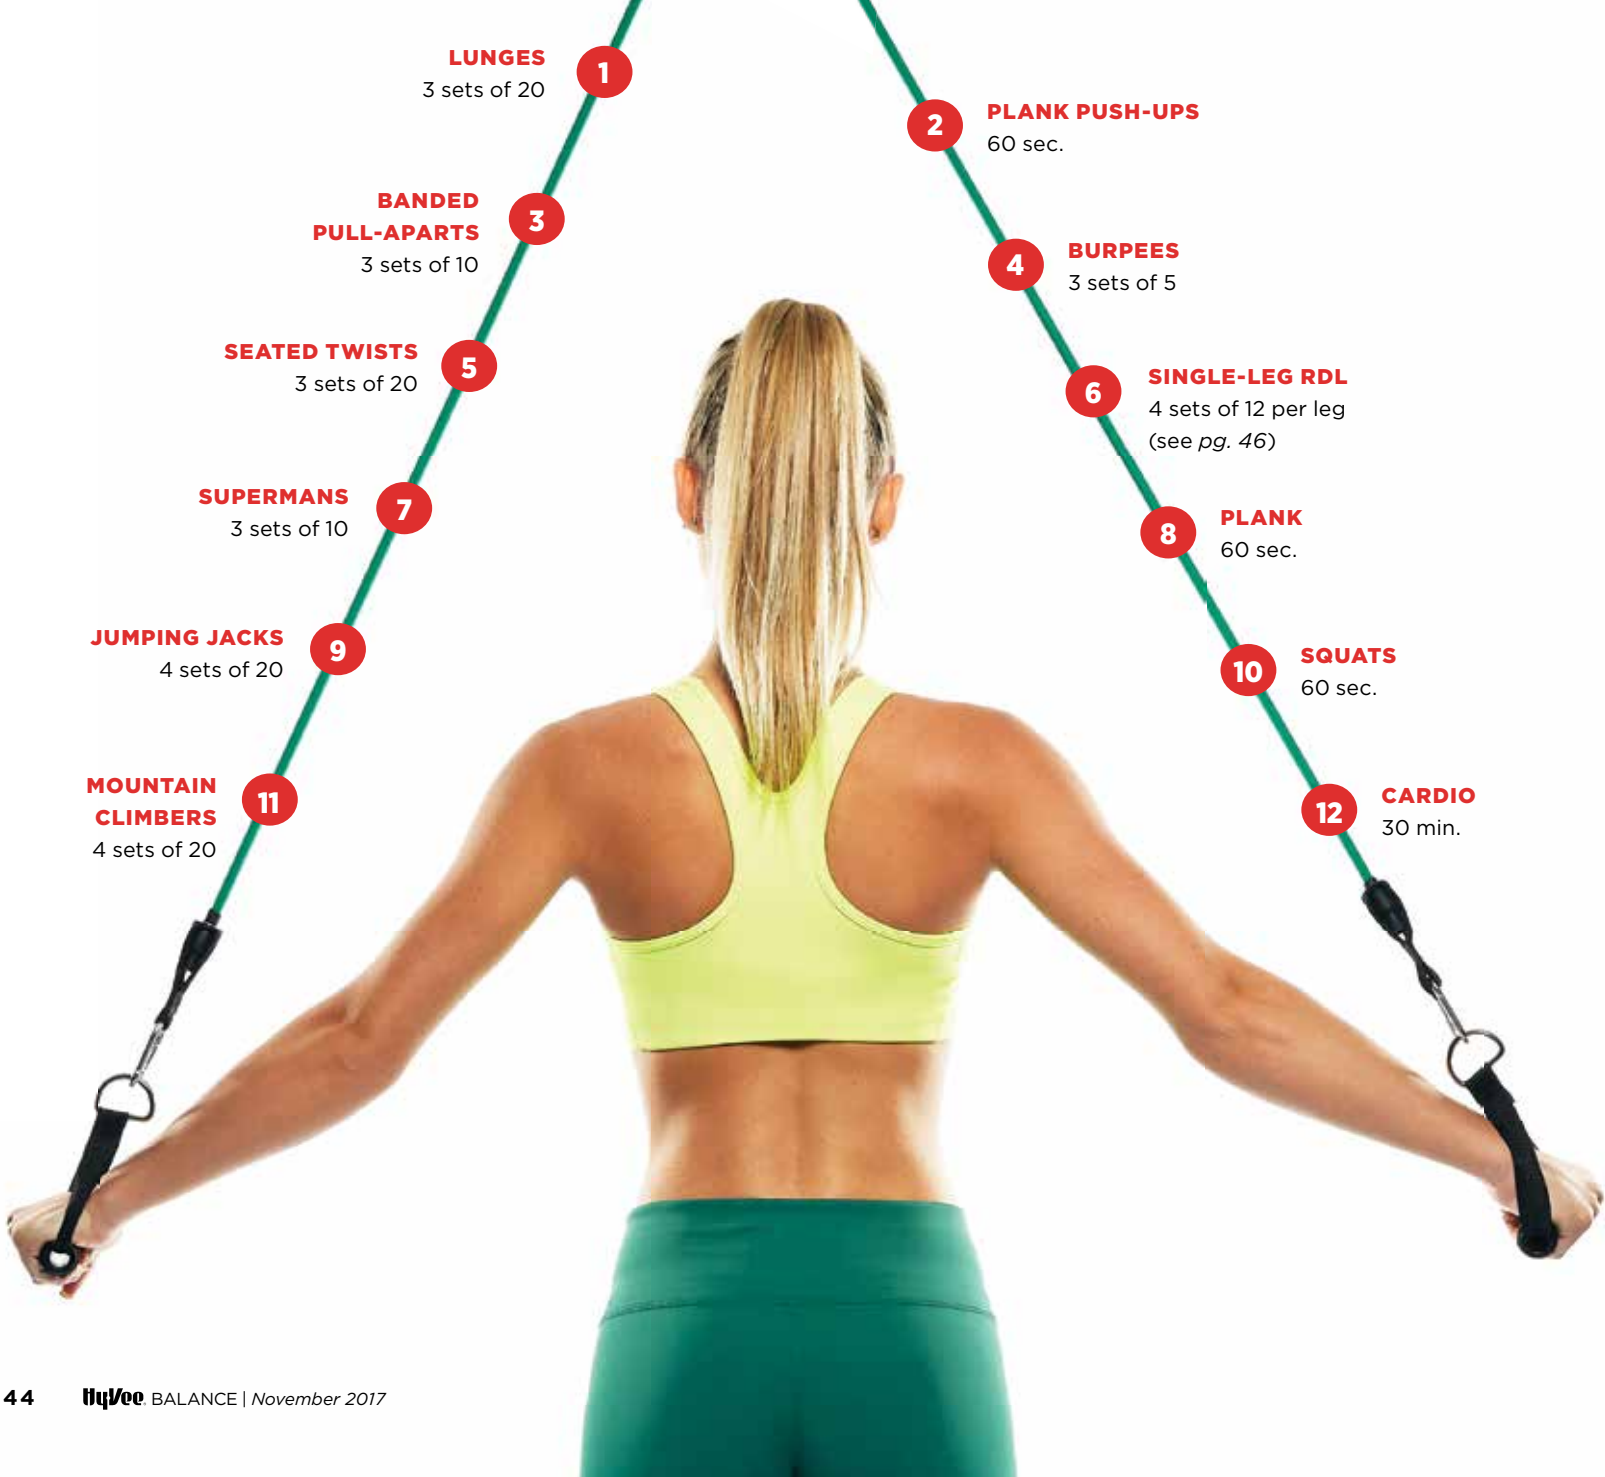 1
LUNGES
3 sets of 20
2
PLANK PUSH-UPS
60 sec.
3
BANDED
PULL-APARTS
3 sets of 10
4
BURPEES
3 sets of 5
5
SEATED TWISTS
3 sets of 20
6
SINGLE-LEG RDL
4 sets of 12 per leg
(see pg. 46)
7
SUPERMANS
3 sets of 10
8
PLANK
60 sec.
9
JUMPING JACKS
4 sets of 20
10
SQUATS
60 sec.
11
MOUNTAIN
CLIMBERS
4 sets of 20
12
CARDIO
30 min.
44 HyVee BALANCE | November 2017